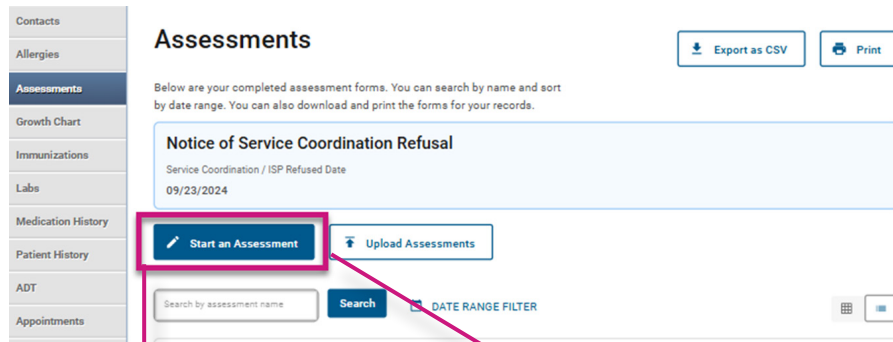 Contacts
Allergies
Assessments
Growth Chart
Immunizations
Labs
Medication History
Patient History
ADT
Appointments
Assessments
Export as CSV
Print
Below are your completed assessment forms. You can search by name and sort
by date range. You can also download and print the forms for your records.
Notice of Service Coordination Refusal
Service Coordination / ISP Refused Date
09/23/2024
Start an Assessment
Upload Assessments
Search by assessment name
Search
DATE RANGE FILTER